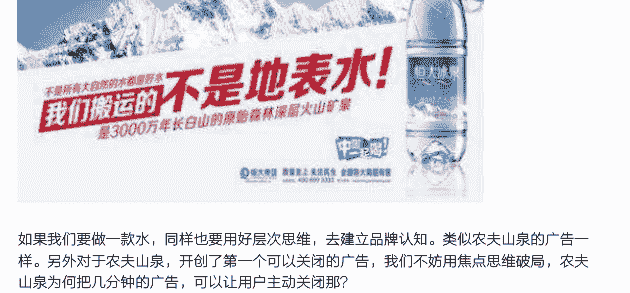 不是所有大自然的水都是好水
我们搬运的不是地表水！
是3000万年长白山的原始森林深层火山矿泉
恒大冰泉
如果我们要做一款水，同样也要用好层次思维，去建立品牌认知。类似农夫山泉的广告一
样。另外对于农夫山泉，开创了第一个可以关闭的广告，我们不妨用焦点思维破局，农夫
山泉为何把几分钟的广告，可以让用户主动关闭那？